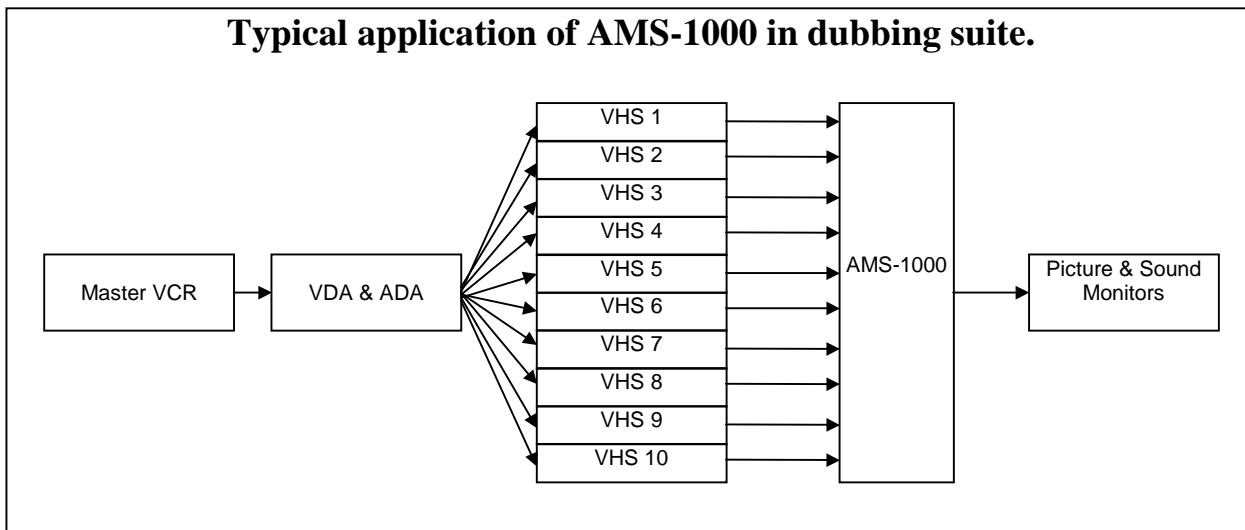 Typical application of AMS-1000 in dubbing suite.
Master VCR
VDA & ADA
VHS 1
VHS 2
VHS 3
VHS 4
VHS 5
VHS 6
VHS 7
VHS 8
VHS 9
VHS 10
AMS-1000
Picture & Sound
Monitors